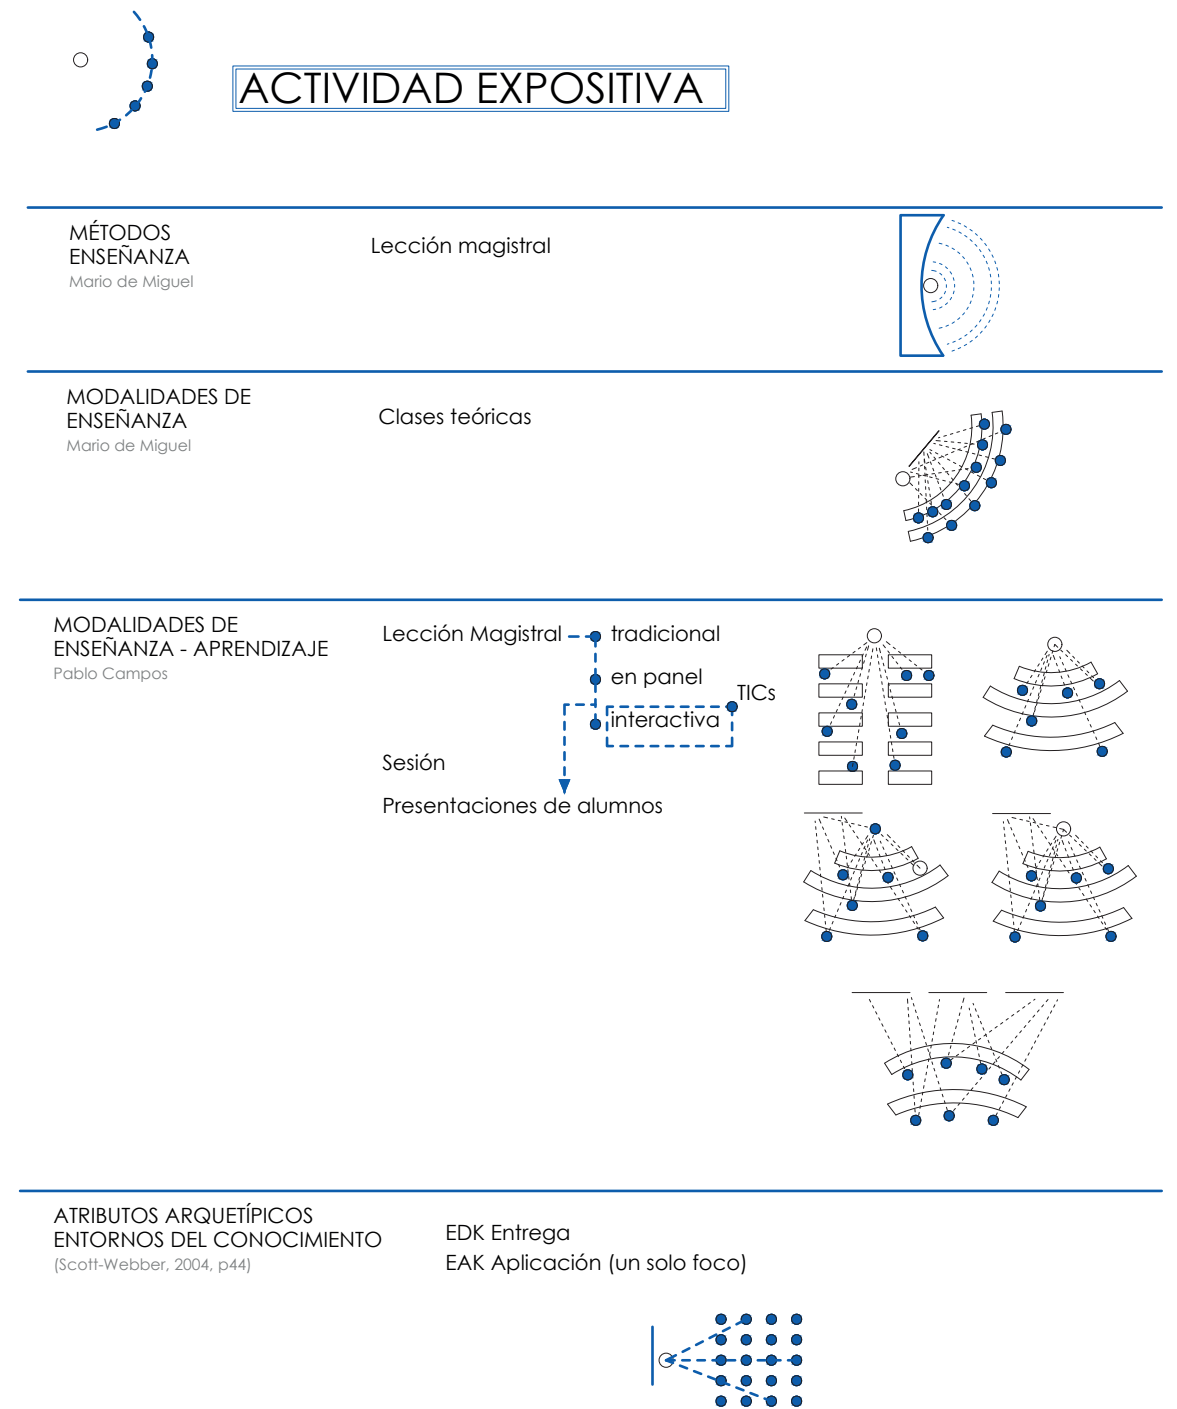 ACTIVIDAD EXPOSITIVA
MÉTODOS
ENSEÑANZA
Mario de Miguel
Lección magistral
MODALIDADES DE
ENSEÑANZA
Mario de Miguel
Clases teóricas
MODALIDADES DE
ENSEÑANZA - APRENDIZAJE
Pablo Campos
Lección Magistral
tradicional
en panel
TICs
interactiva
Sesión
Presentaciones de alumnos
ATRIBUTOS ARQUETÍPICOS
ENTORNOS DEL CONOCIMIENTO
(Scott-Webber, 2004, p44)
EDK Entrega
EAK Aplicación (un solo foco)